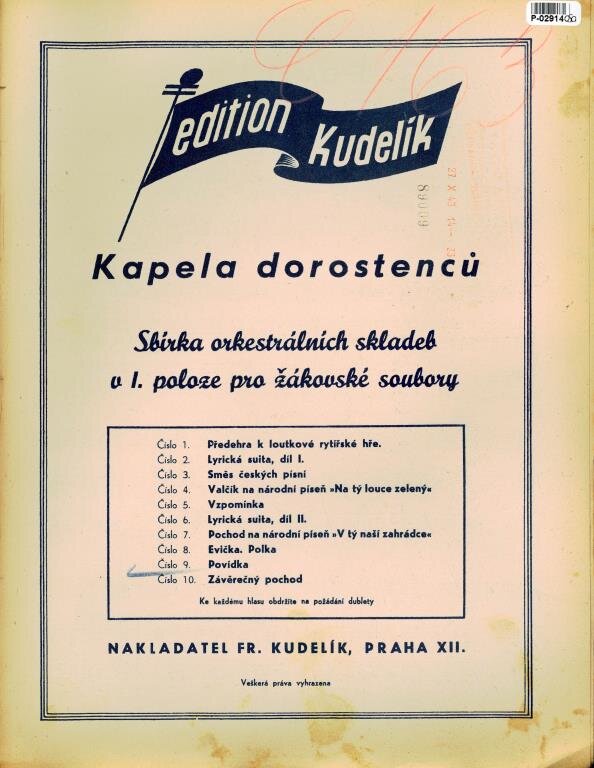 P-02914
edition
Kudelík
27 X 43
89009
Kapela dorostenců
Sbírka orkestrálních skladeb
v I. poloze pro žákovské soubory
Číslo 1. Předehra k loutkové rytířské hře.
Číslo 2. Lyrická suita, díl I.
Číslo 3. Směs českých písní
Číslo 4. Valčík na národní píseň »Na tý louce zelený«
Číslo 5. Vzpomínka
Číslo 6. Lyrická suita, díl II.
Číslo 7. Pochod na národní píseň »V tý naší zahrádce«
Číslo 8. Evička. Polka
Číslo 9. Povídka
Číslo 10. Závěrečný pochod
Ke každému hlasu obdržíte na požádání dublety
NAKLADATEL FR. KUDELÍK, PRAHA XII.
Veškerá práva vyhrazena